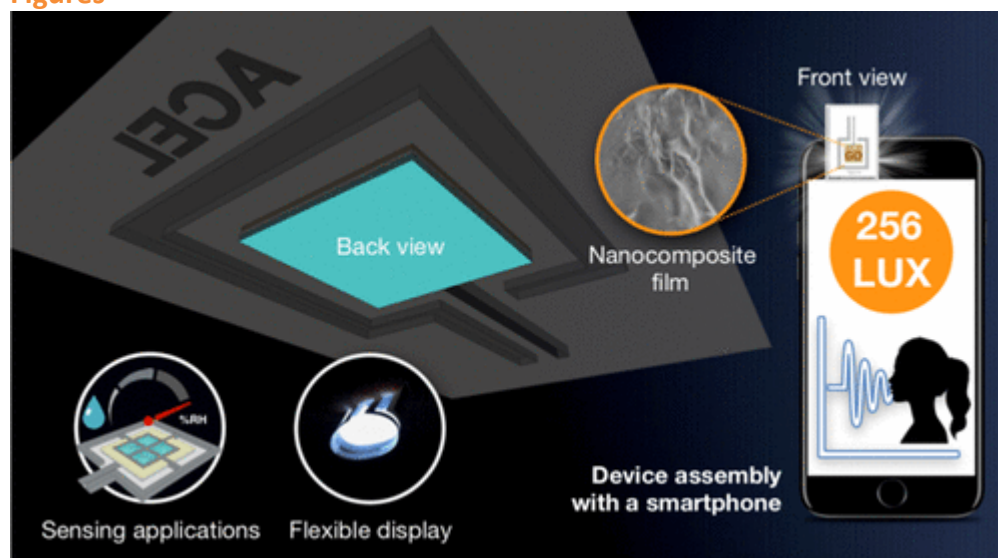 Figures
ACEL
Front view
GO
Back view
Nanocomposite
film
256
LUX
%RH
Device assembly
with a smartphone
Sensing applications
Flexible display